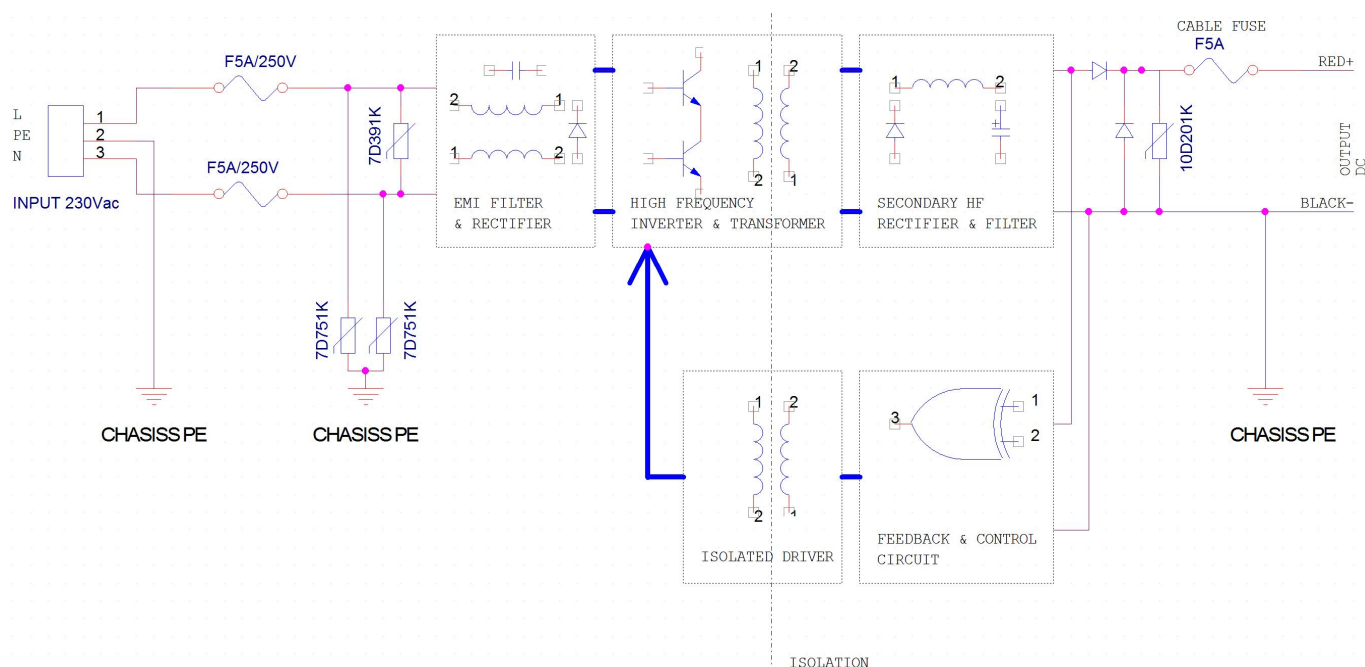 CABLE FUSE
F5A
F5A/250V
RED+
L
PE
N
1
2
3
INPUT 230Vac
F5A/250V
7D391K
2
1
1
2
EMI FILTER
& RECTIFIER
1
2
2
1
HIGH FREQUENCY
INVERTER & TRANSFORMER
1
2
+
SECONDARY HF
RECTIFIER & FILTER
10D201K
OUTPUT
DC
BLACK-
7D751K
7D751K
CHASISS PE
CHASISS PE
CHASISS PE
1
2
2
1
ISOLATED DRIVER
3
1
2
FEEDBACK & CONTROL
CIRCUIT
ISOLATION